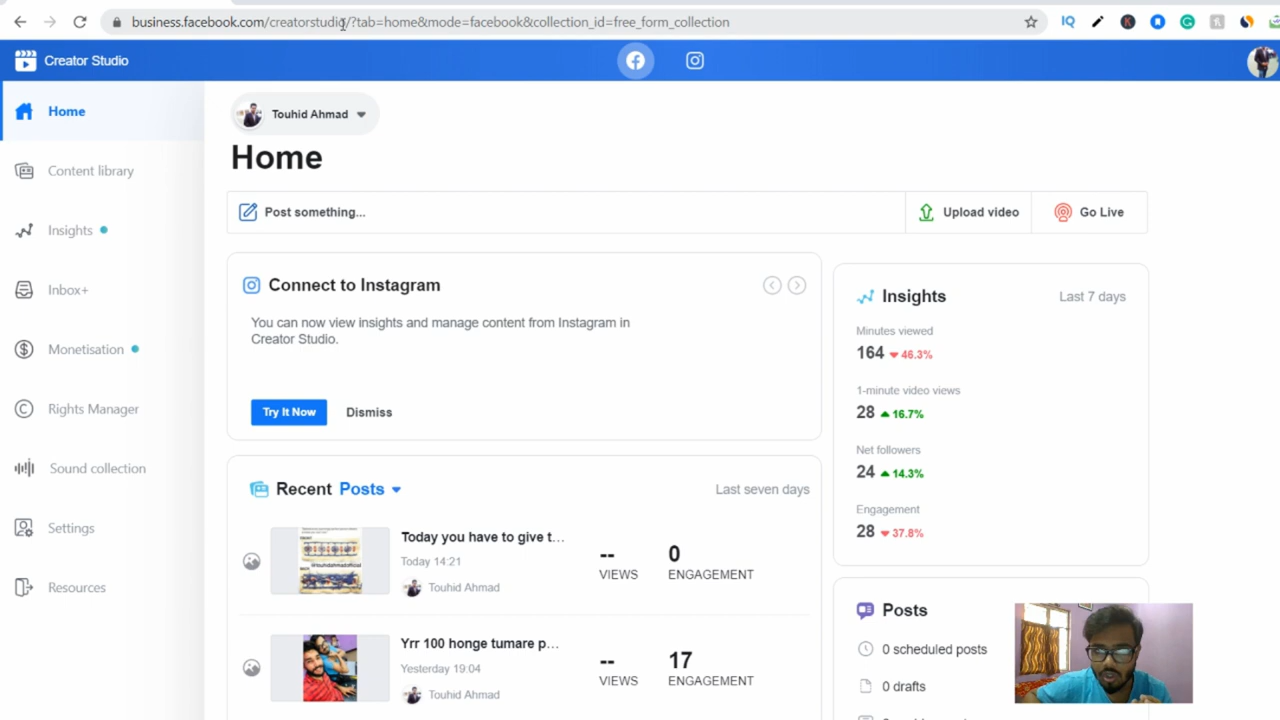 business.facebook.com/creatorstudio/?tab=home&mode=facebook&collection_id=free_form_collection
IQ
K
Creator Studio
Home
Content library
Insights
Inbox+
Monetisation
Rights Manager
Sound collection
Settings
Resources
Touhid Ahmad
Home
Post something...
Upload video
Go Live
Connect to Instagram
You can now view insights and manage content from Instagram in
Creator Studio.
Try It Now
Dismiss
Recent Posts
Last seven days
Today you have to give t...
Today 14:21
Touhid Ahmad
--
VIEWS
0
ENGAGEMENT
Yrr 100 honge tumare p...
Yesterday 19:04
Touhid Ahmad
--
VIEWS
17
ENGAGEMENT
Insights
Last 7 days
Minutes viewed
164 46.3%
1-minute video views
28 16.7%
Net followers
24 14.3%
Engagement
28 37.8%
Posts
0 scheduled posts
0 drafts